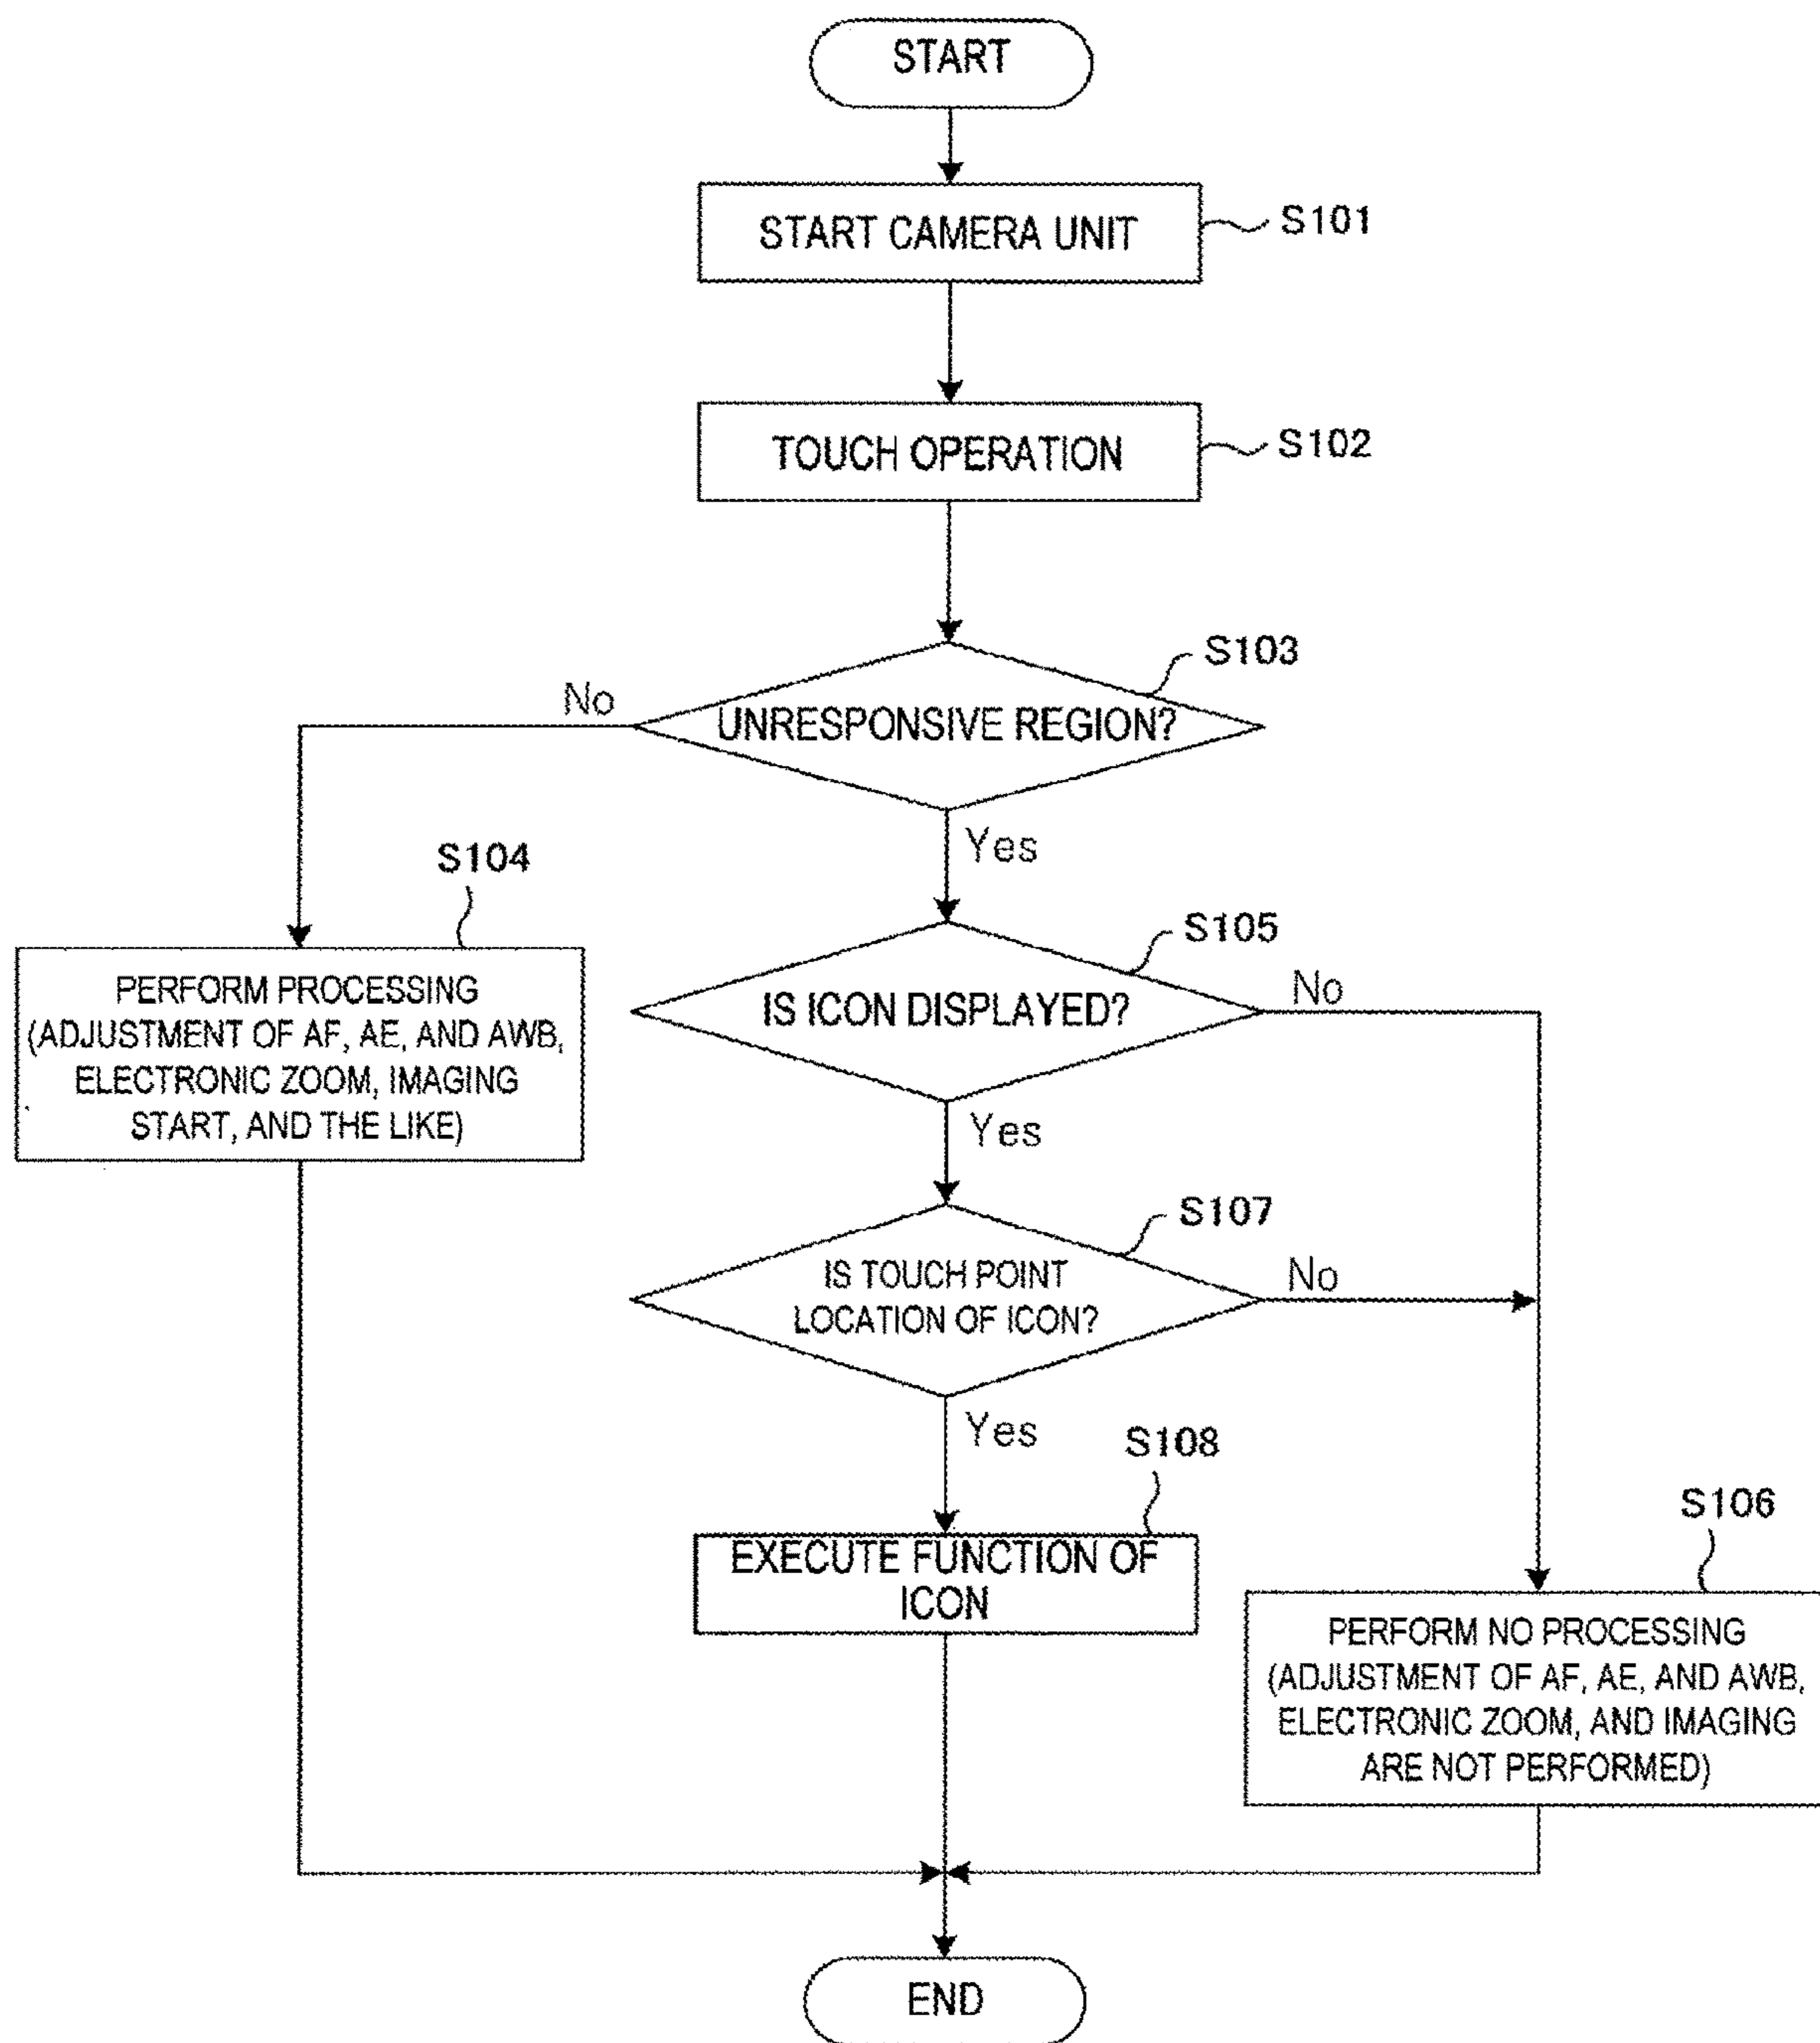 START
START CAMERA UNIT
S101
TOUCH OPERATION
S102
S103
UNRESPONSIVE REGION?
No
Yes
S104
PERFORM PROCESSING
(ADJUSTMENT OF AF, AE, AND AWB,
ELECTRONIC ZOOM, IMAGING
START, AND THE LIKE)
S105
IS ICON DISPLAYED?
No
Yes
S107
IS TOUCH POINT
LOCATION OF ICON?
No
Yes
S108
EXECUTE FUNCTION OF
ICON
S106
PERFORM NO PROCESSING
(ADJUSTMENT OF AF, AE, AND AWB,
ELECTRONIC ZOOM, AND IMAGING
ARE NOT PERFORMED)
END